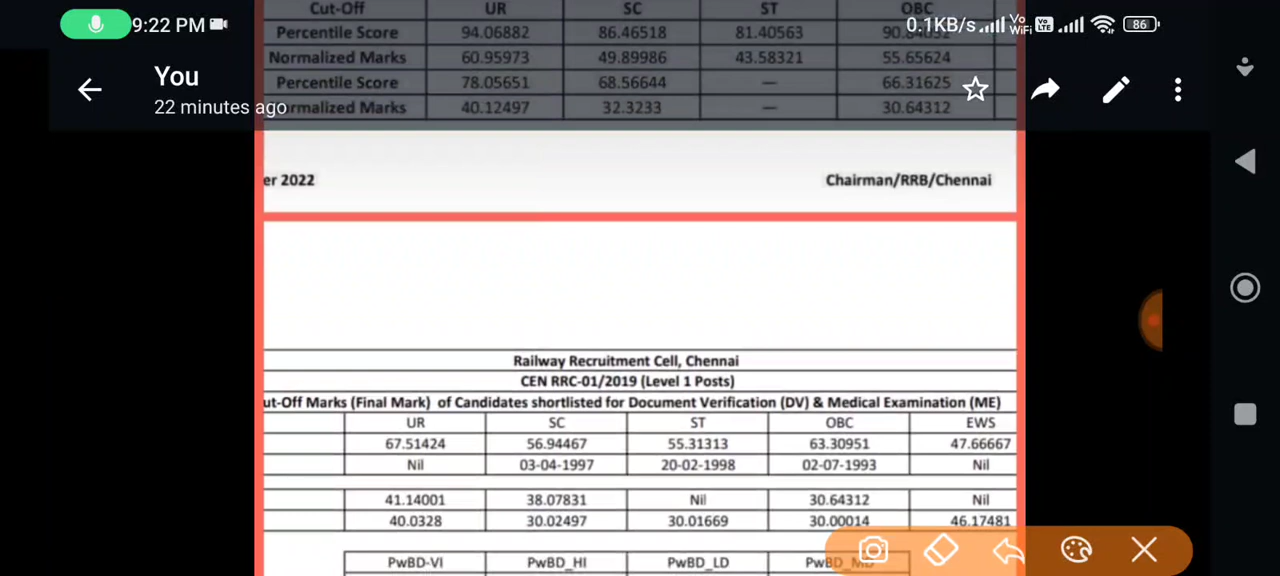 9:22 PM
0.1KB/s
Vo
WiFi
86
You
22 minutes ago
Cut-Off UR SC ST OBC
Percentile Score 94.06882 86.46518 81.40563
Normalized Marks 60.95973 49.89986 43.58321 55.65624
Percentile Score 78.05651 68.56644 — 66.31625
ormalized Marks 40.12497 32.3233 — 30.64312
er 2022 Chairman/RRB/Chennai
Railway Recruitment Cell, Chennai
CEN RRC-01/2019 (Level 1 Posts)
ut-Off Marks (Final Mark) of Candidates shortlisted for Document Verification (DV) & Medical Examination (ME)
UR SC ST OBC EWS
67.51424 56.94467 55.31313 63.30951 47.66667
Nil 03-04-1997 20-02-1998 02-07-1993 Nil
41.14001 38.07831 Nil 30.64312 Nil
40.0328 30.02497 30.01669 30.00014 46.17481
PwBD-VI PwBD_HI PwBD_LD